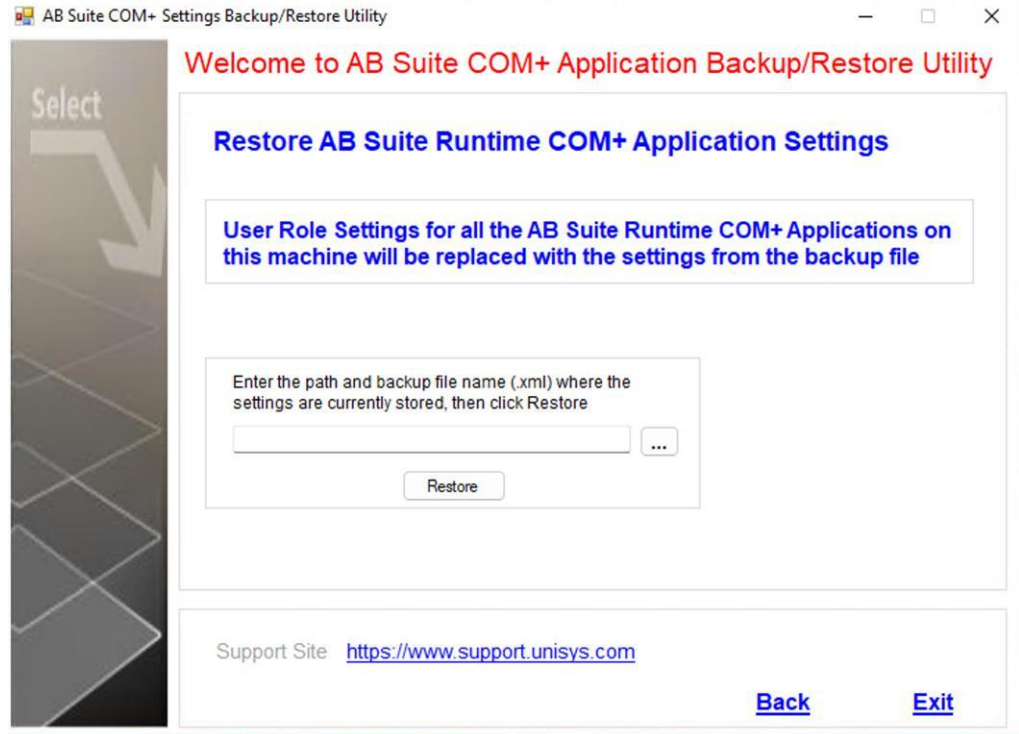 AB Suite COM+ Settings Backup/Restore Utility
Welcome to AB Suite COM+ Application Backup/Restore Utility
Select
Restore AB Suite Runtime COM+ Application Settings
User Role Settings for all the AB Suite Runtime COM+ Applications on
this machine will be replaced with the settings from the backup file
Enter the path and backup file name (.xml) where the
settings are currently stored, then click Restore
...
Restore
Support Site https://www.support.unisys.com
Back Exit